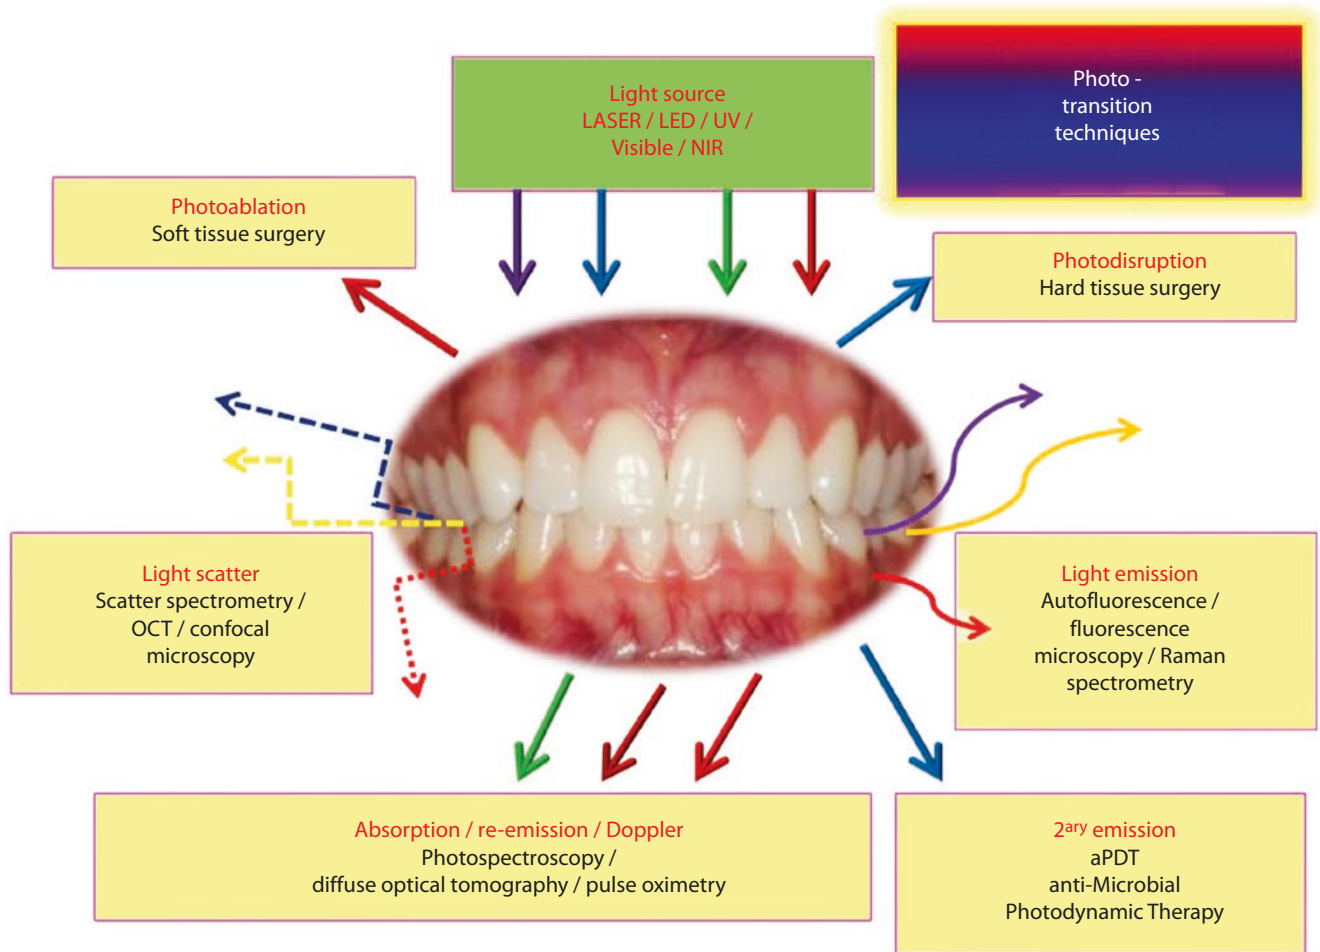 Light source
LASER / LED / UV /
Visible / NIR
Photo -
transition
techniques
Photoablation
Soft tissue surgery
Photodisruption
Hard tissue surgery
Light scatter
Scatter spectrometry /
OCT / confocal
microscopy
Light emission
Autofluorescence /
fluorescence
microscopy / Raman
spectrometry
Absorption / re-emission / Doppler
Photospectroscopy /
diffuse optical tomography / pulse oximetry
2ary emission
aPDT
anti-Microbial
Photodynamic Therapy